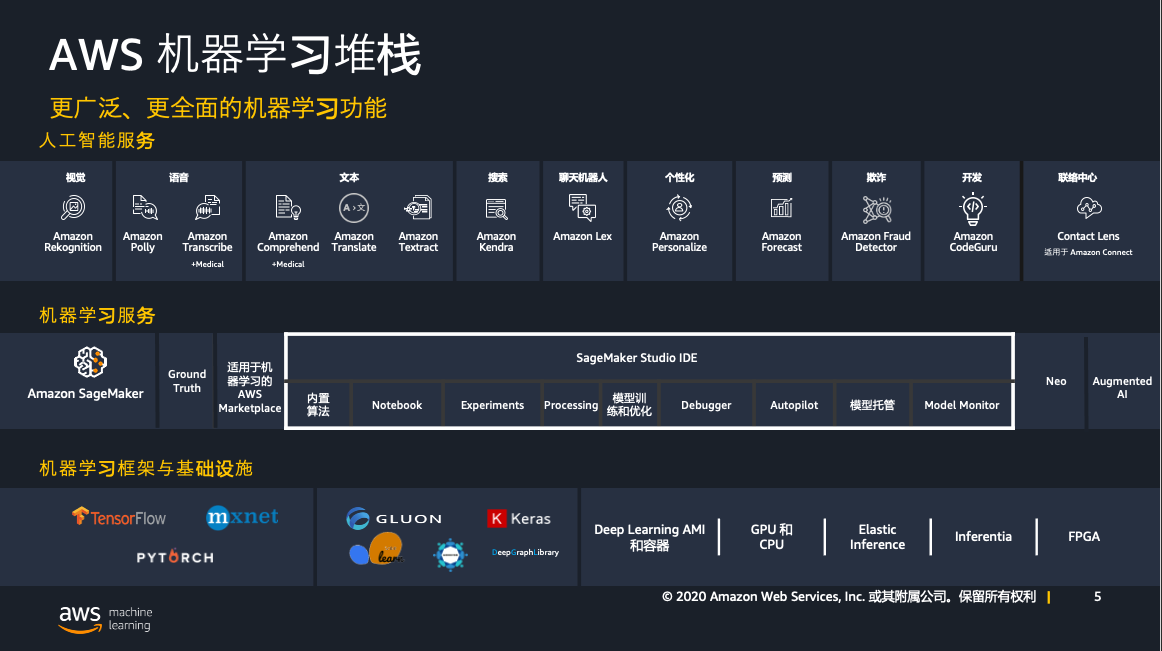 AWS 机器学习堆栈
更广泛、更全面的机器学习功能
人工智能服务
视觉
Amazon
Rekognition
语音
Amazon
Polly
Amazon
Transcribe
+Medical
文本
Amazon
Comprehend
+Medical
Amazon
Translate
Amazon
Textract
搜索
Amazon
Kendra
聊天机器人
Amazon Lex
个性化
Amazon
Personalize
预测
Amazon
Forecast
欺诈
Amazon Fraud
Detector
开发
Amazon
CodeGuru
联络中心
Contact Lens
适用于 Amazon Connect
机器学习服务
Amazon SageMaker
Ground
Truth
适用于机
器学习的
AWS
Marketplace
SageMaker Studio IDE
内置
算法
Notebook
Experiments
Processing
模型训
练和优化
Debugger
Autopilot
模型托管
Model Monitor
Neo
Augmented
AI
机器学习框架与基础设施
TensorFlow
mxnet
PYTORCH
GLUON
Keras
learn
DeepGraphLibrary
Deep Learning AMI
和容器
GPU 和
CPU
Elastic
Inference
Inferentia
FPGA
© 2020 Amazon Web Services, Inc. 或其附属公司。保留所有权利 |
5
aws machine
learning